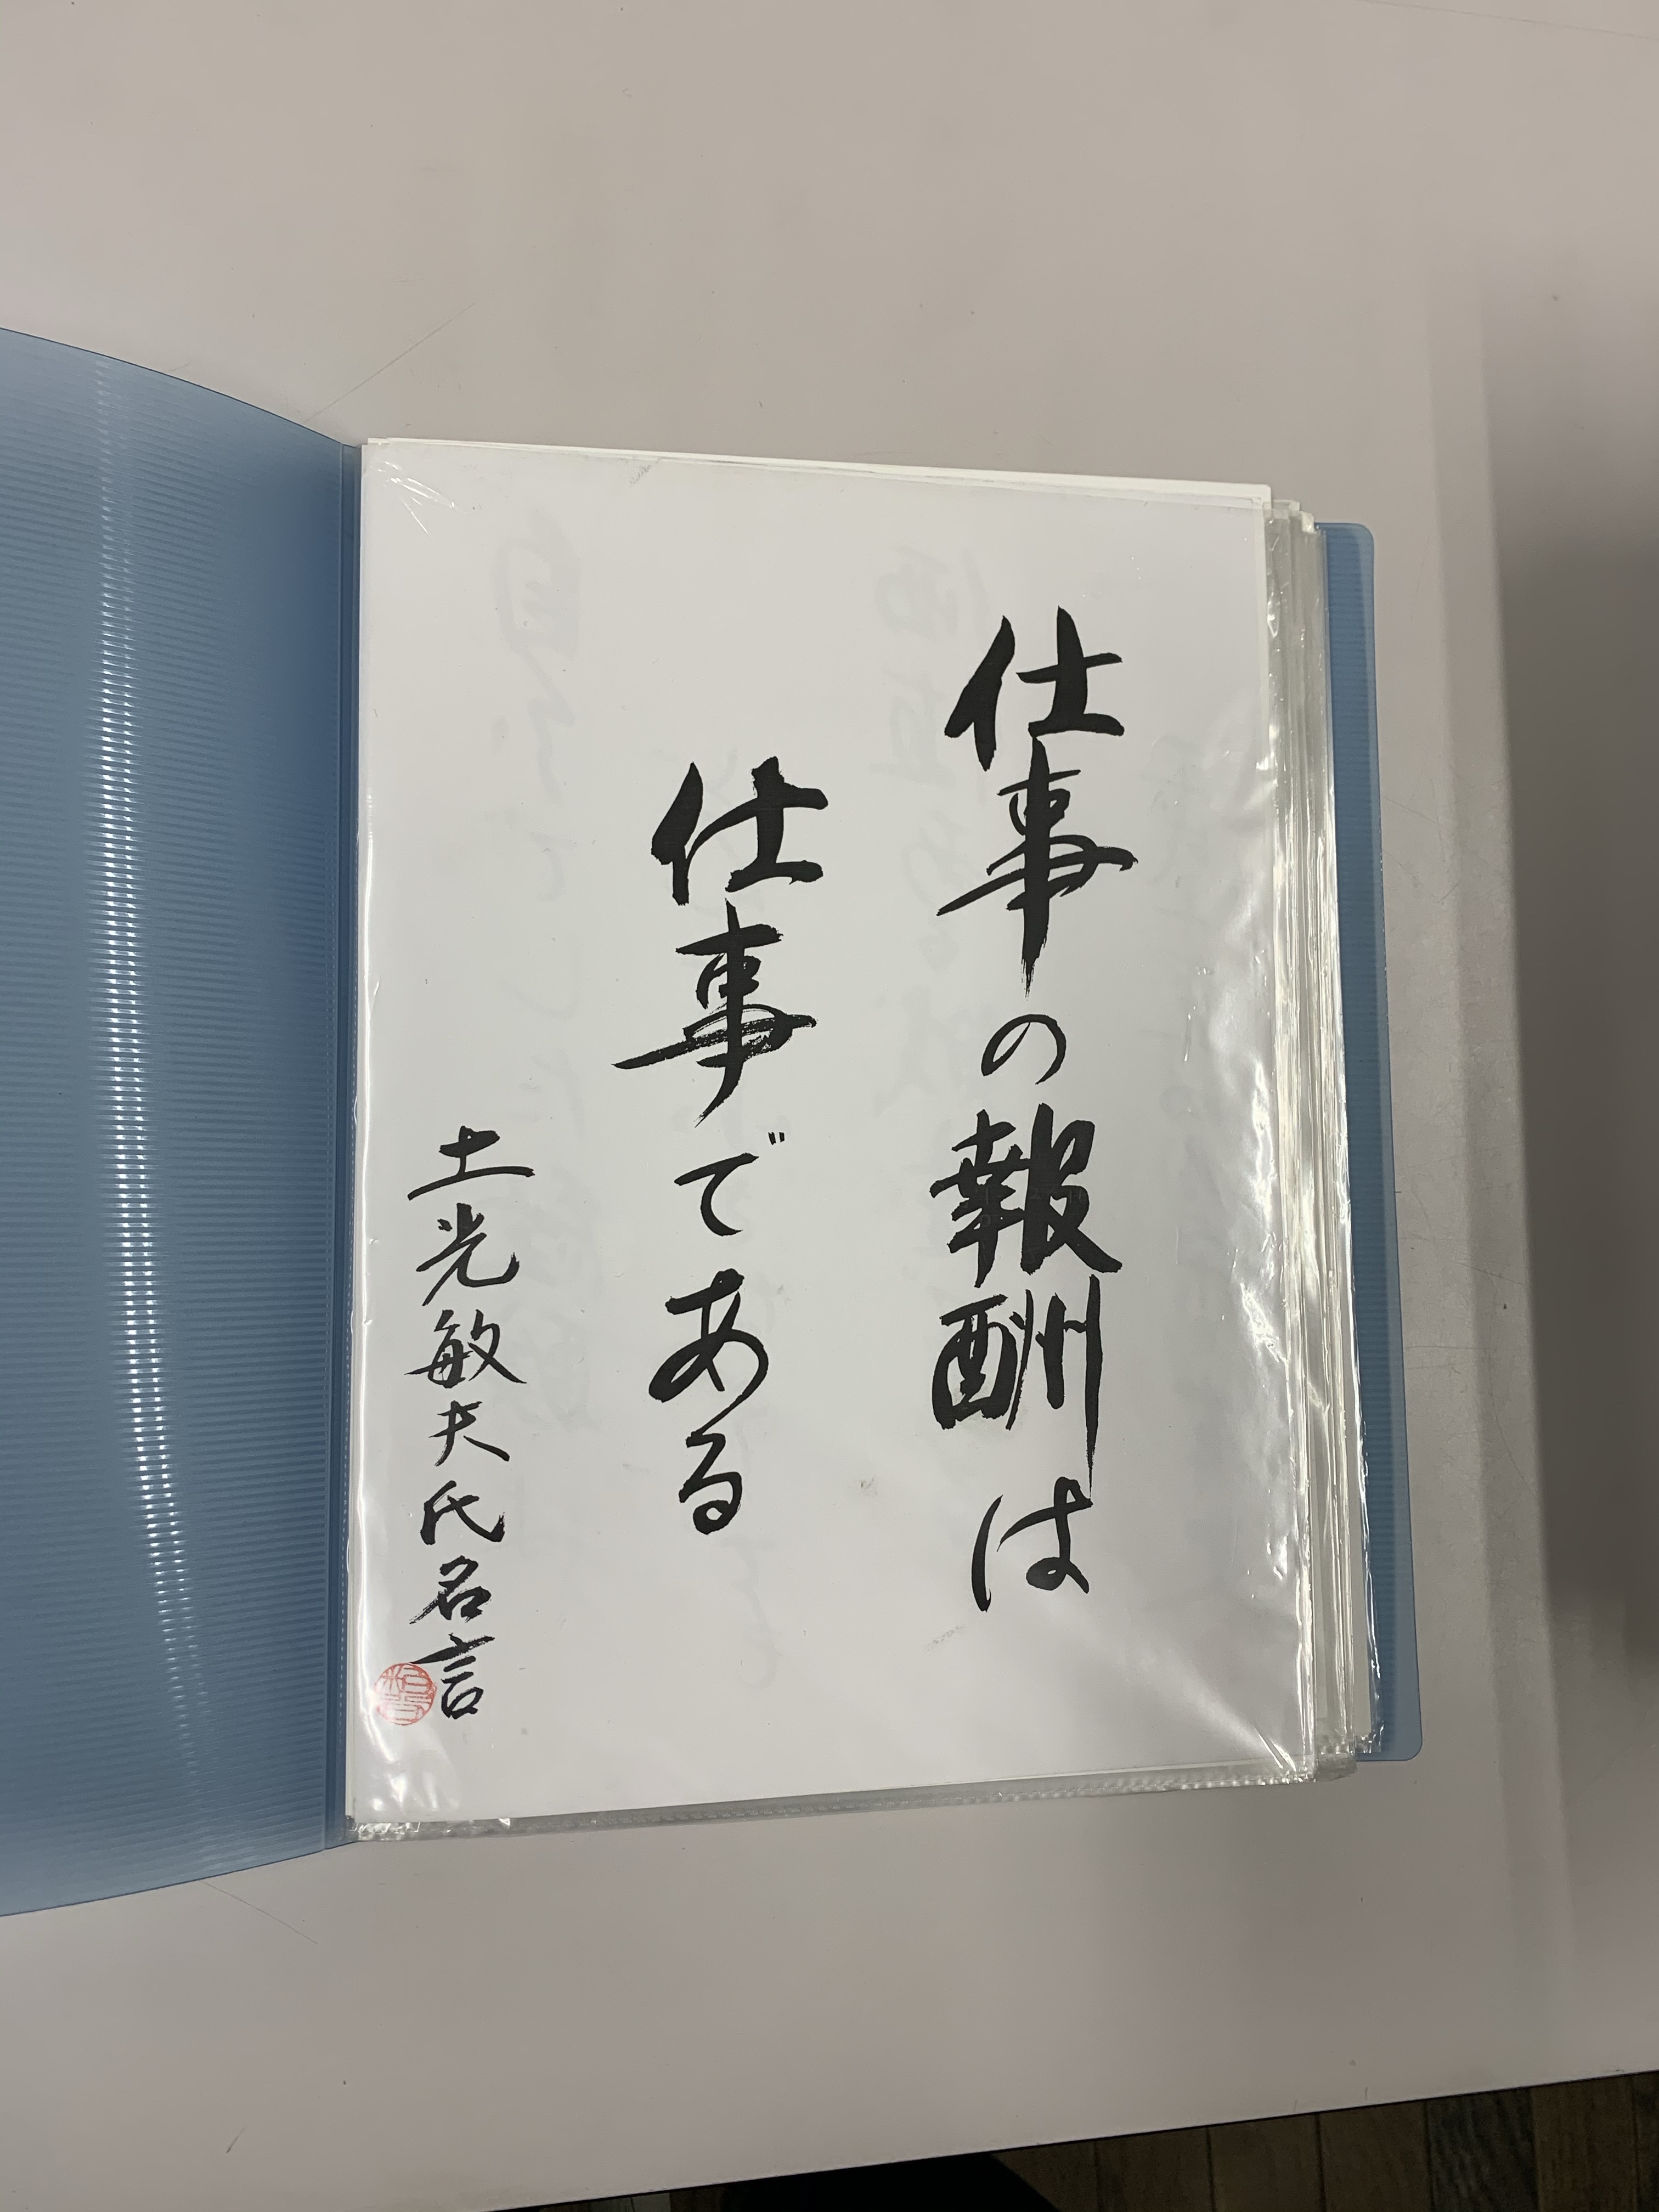 仕事の報酬は
仕事である
土光敏夫氏名言